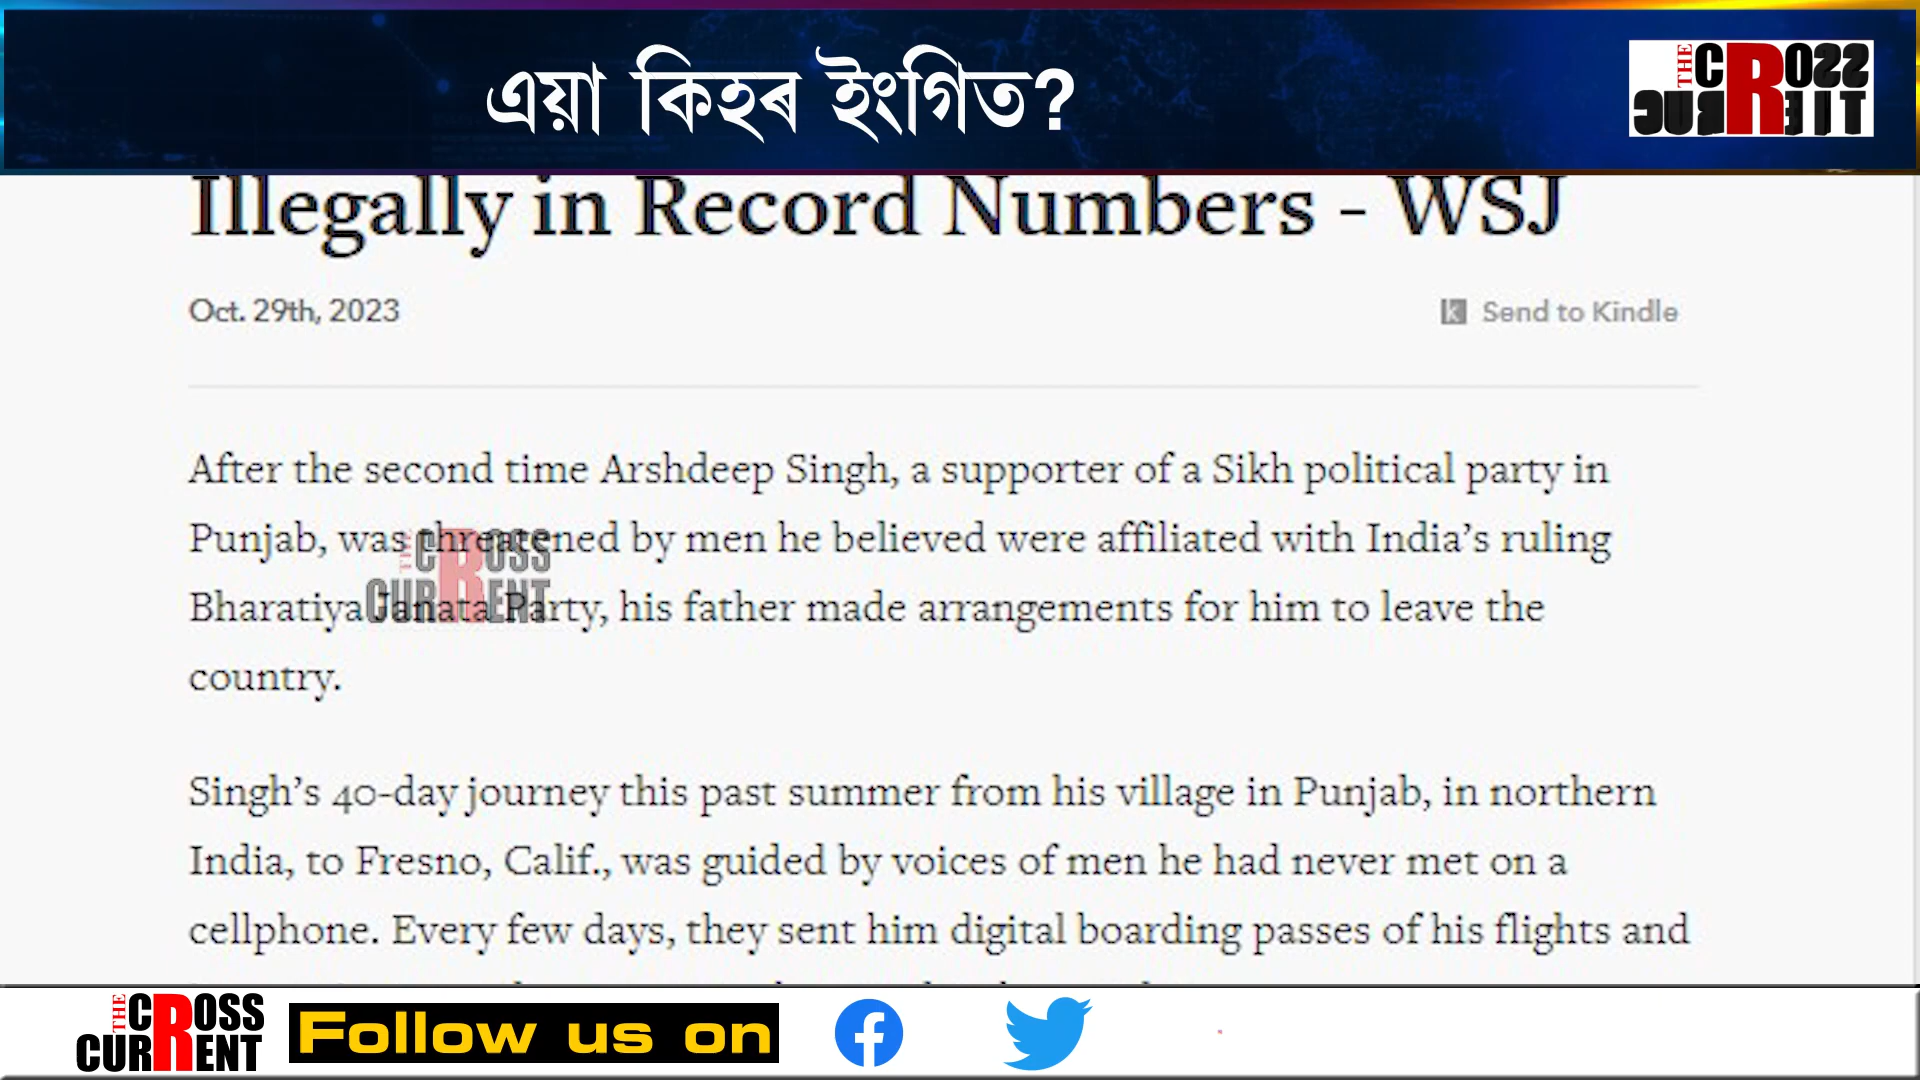 এয়া কিহৰ ইংগিত?
THE CROSS
CURRENT
Illegally in Record Numbers - WSJ
Oct. 29th, 2023
Send to Kindle
After the second time Arshdeep Singh, a supporter of a Sikh political party in
Punjab, was threatened by men he believed were affiliated with India’s ruling
Bharatiya Janata Party, his father made arrangements for him to leave the
country.
THE CROSS
CURRENT
Singh’s 40-day journey this past summer from his village in Punjab, in northern
India, to Fresno, Calif., was guided by voices of men he had never met on a
cellphone. Every few days, they sent him digital boarding passes of his flights and
THE CROSS
CURRENT
Follow us on